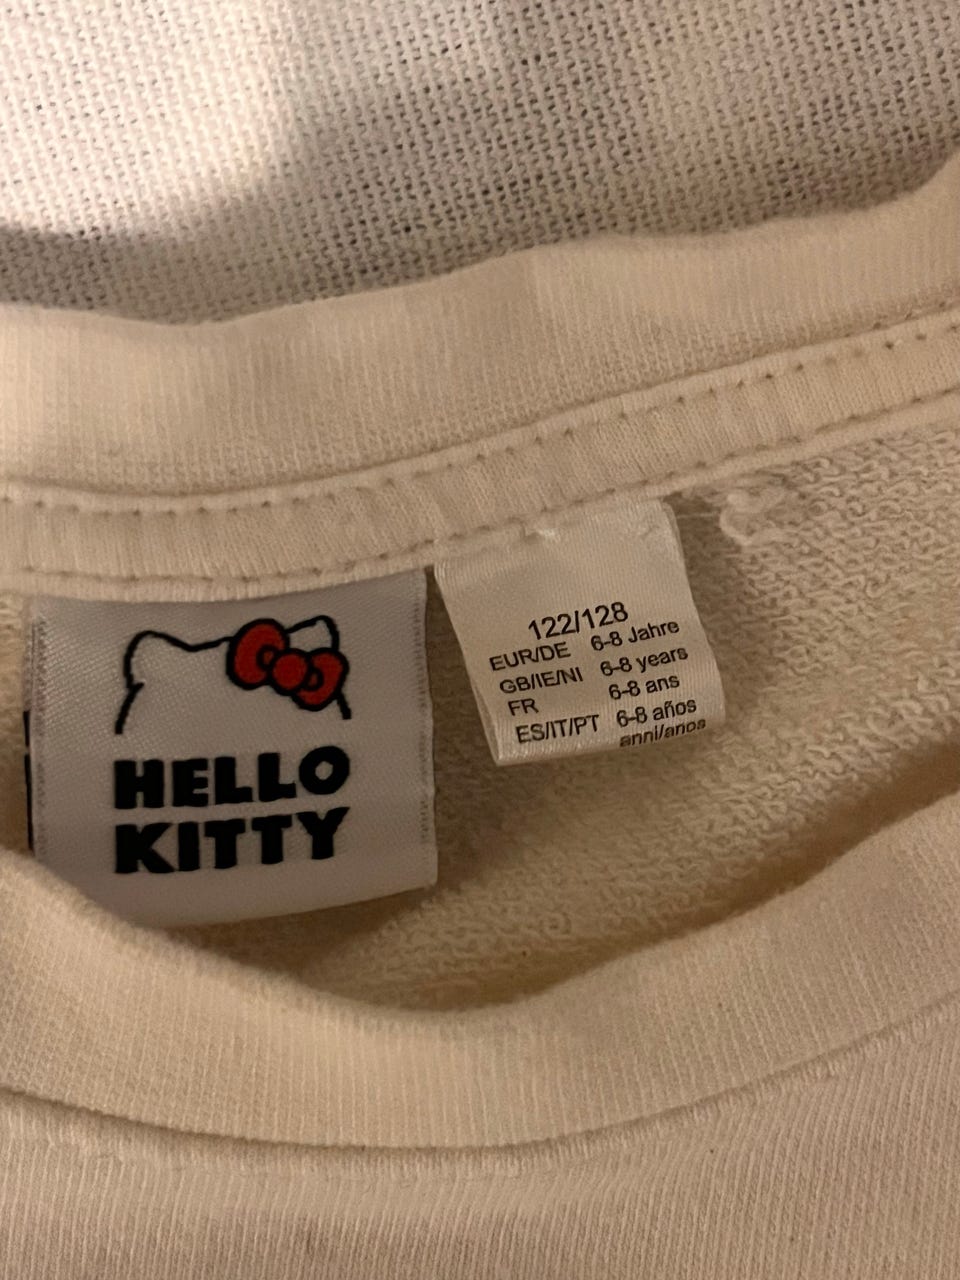 HELLO
KITTY
122/128
EUR/DE 6-8 Jahre
GB/IE/NI 6-8 years
FR 6-8 ans
ES/IT/PT 6-8 años
anni/anos